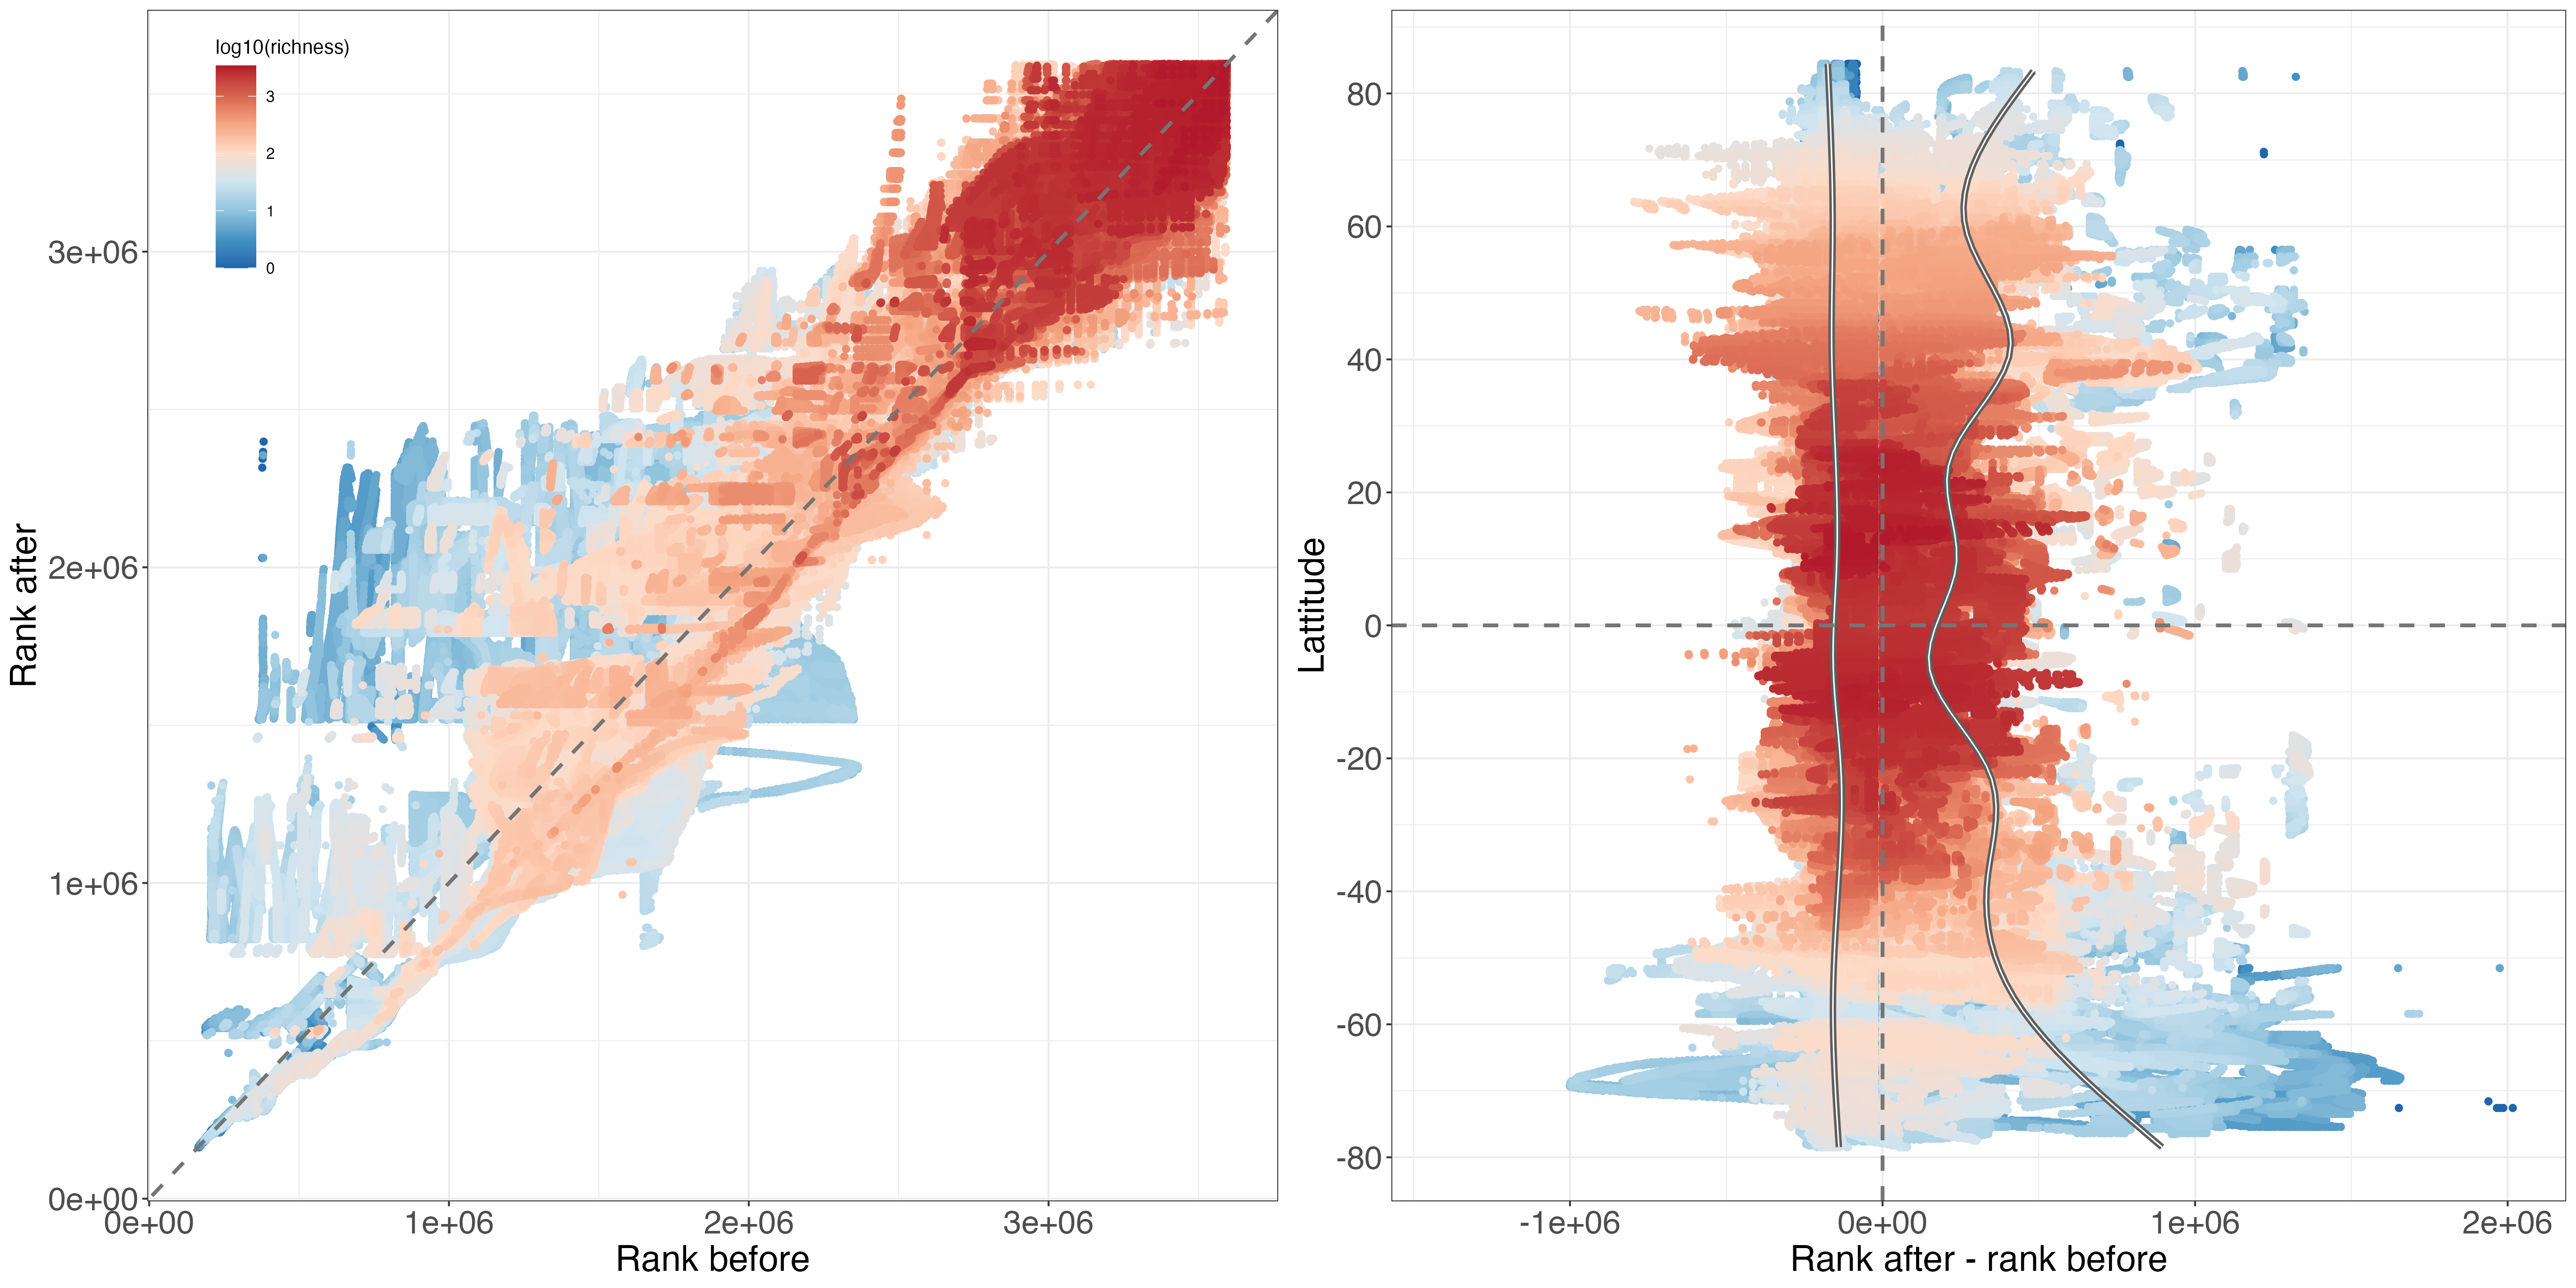 log10(richness)
3
2
1
0
Rank after
3e+06
2e+06
1e+06
0e+00
0e+00 1e+06 2e+06 3e+06
Rank before
Lattitude
80
60
40
20
0
-20
-40
-60
-80
-1e+06 0e+00 1e+06 2e+06
Rank after - rank before